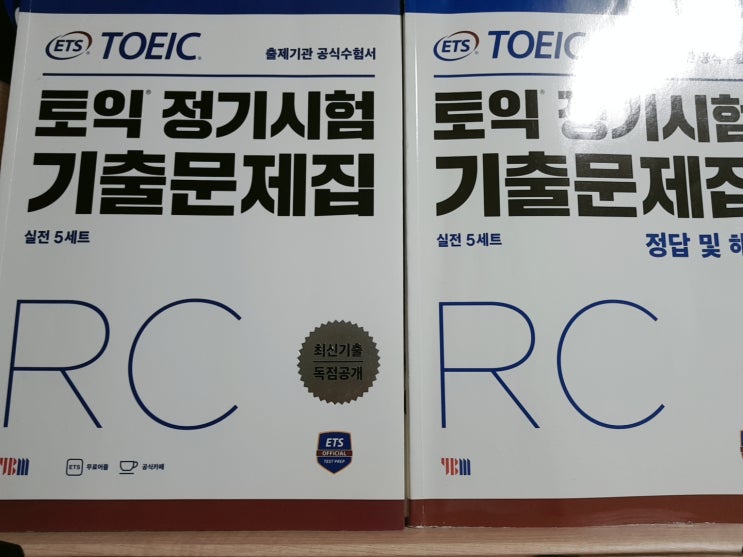 ETS® TOEIC®
출제기관 공식수험서
토익® 정기시험
기출문제집
실전 5세트
RC
최신기출
독점공개
YBM
ETS 무료어플
공식카페
ETS
OFFICIAL
TEST PREP
ETS® TOEIC
토익® 정기시험
기출문제집
실전 5세트
정답 및
RC
YBM